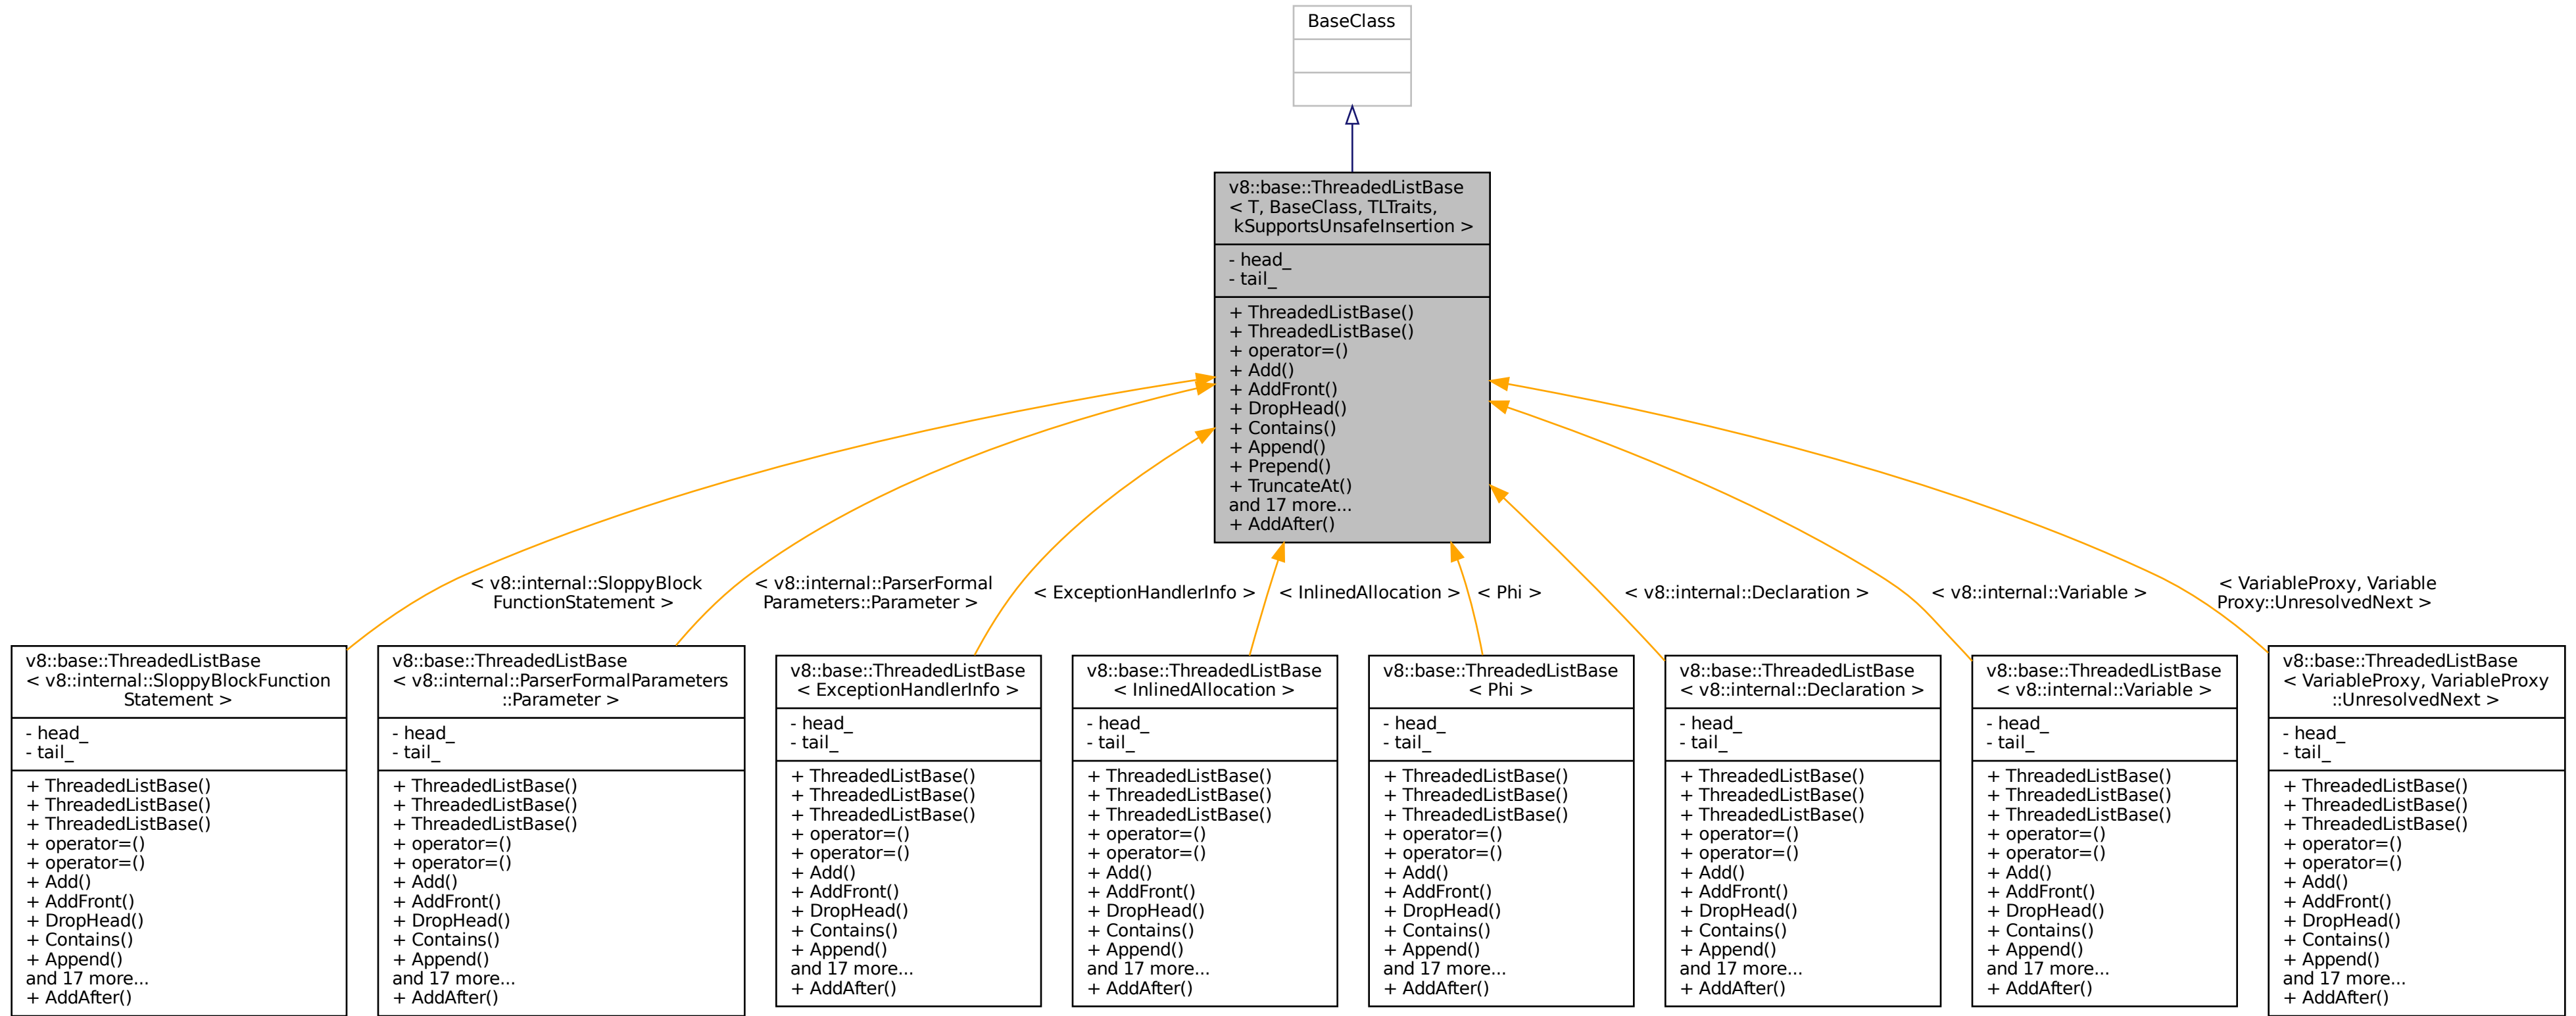 BaseClass
v8::base::ThreadedListBase
< T, BaseClass, TLTraits,
kSupportsUnsafeInsertion >
- head_
- tail_
+ ThreadedListBase()
+ ThreadedListBase()
+ operator=()
+ Add()
+ AddFront()
+ DropHead()
+ Contains()
+ Append()
+ Prepend()
+ TruncateAt()
and 17 more...
+ AddAfter()
< v8::internal::SloppyBlock
FunctionStatement >
< v8::internal::ParserFormal
Parameters::Parameter >
< ExceptionHandlerInfo >
< InlinedAllocation >
< Phi >
< v8::internal::Declaration >
< v8::internal::Variable >
< VariableProxy, Variable
Proxy::UnresolvedNext >
v8::base::ThreadedListBase
< v8::internal::SloppyBlockFunction
Statement >
- head_
- tail_
+ ThreadedListBase()
+ ThreadedListBase()
+ ThreadedListBase()
+ operator=()
+ operator=()
+ Add()
+ AddFront()
+ DropHead()
+ Contains()
+ Append()
and 17 more...
+ AddAfter()
v8::base::ThreadedListBase
< v8::internal::ParserFormalParameters
::Parameter >
- head_
- tail_
+ ThreadedListBase()
+ ThreadedListBase()
+ ThreadedListBase()
+ operator=()
+ operator=()
+ Add()
+ AddFront()
+ DropHead()
+ Contains()
+ Append()
and 17 more...
+ AddAfter()
v8::base::ThreadedListBase
< ExceptionHandlerInfo >
- head_
- tail_
+ ThreadedListBase()
+ ThreadedListBase()
+ ThreadedListBase()
+ operator=()
+ operator=()
+ Add()
+ AddFront()
+ DropHead()
+ Contains()
+ Append()
and 17 more...
+ AddAfter()
v8::base::ThreadedListBase
< InlinedAllocation >
- head_
- tail_
+ ThreadedListBase()
+ ThreadedListBase()
+ ThreadedListBase()
+ operator=()
+ operator=()
+ Add()
+ AddFront()
+ DropHead()
+ Contains()
+ Append()
and 17 more...
+ AddAfter()
v8::base::ThreadedListBase
< Phi >
- head_
- tail_
+ ThreadedListBase()
+ ThreadedListBase()
+ ThreadedListBase()
+ operator=()
+ operator=()
+ Add()
+ AddFront()
+ DropHead()
+ Contains()
+ Append()
and 17 more...
+ AddAfter()
v8::base::ThreadedListBase
< v8::internal::Declaration >
- head_
- tail_
+ ThreadedListBase()
+ ThreadedListBase()
+ ThreadedListBase()
+ operator=()
+ operator=()
+ Add()
+ AddFront()
+ DropHead()
+ Contains()
+ Append()
and 17 more...
+ AddAfter()
v8::base::ThreadedListBase
< v8::internal::Variable >
- head_
- tail_
+ ThreadedListBase()
+ ThreadedListBase()
+ ThreadedListBase()
+ operator=()
+ operator=()
+ Add()
+ AddFront()
+ DropHead()
+ Contains()
+ Append()
and 17 more...
+ AddAfter()
v8::base::ThreadedListBase
< VariableProxy, VariableProxy
::UnresolvedNext >
- head_
- tail_
+ ThreadedListBase()
+ ThreadedListBase()
+ ThreadedListBase()
+ operator=()
+ operator=()
+ Add()
+ AddFront()
+ DropHead()
+ Contains()
+ Append()
and 17 more...
+ AddAfter()